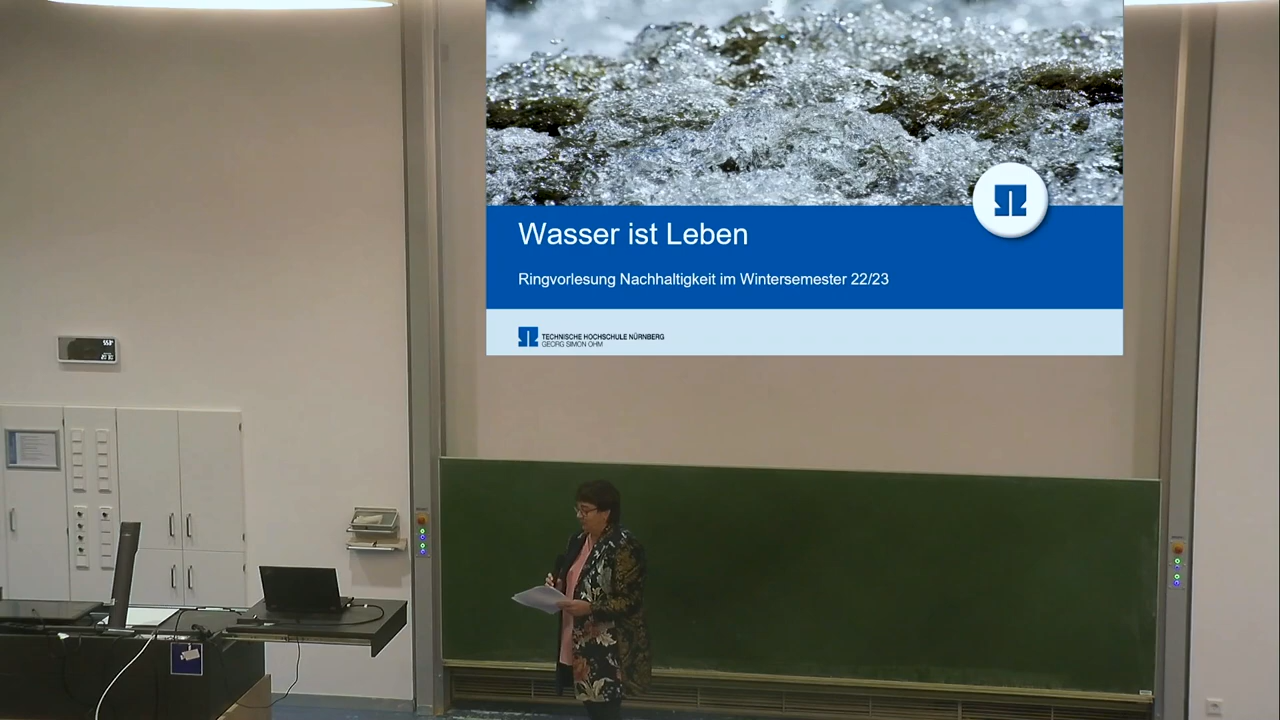 Wasser ist Leben
Ringvorlesung Nachhaltigkeit im Wintersemester 22/23
TECHNISCHE HOCHSCHULE NÜRNBERG
GEORG SIMON OHM